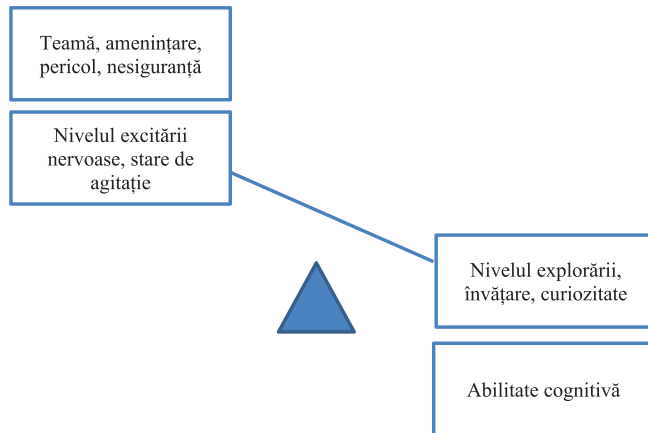 Teamă, amenințare,
pericol, nesiguranță
Nivelul excitării
nervoase, stare de
agitație
Nivelul explorării,
învățare, curiozitate
Abilitate cognitivă